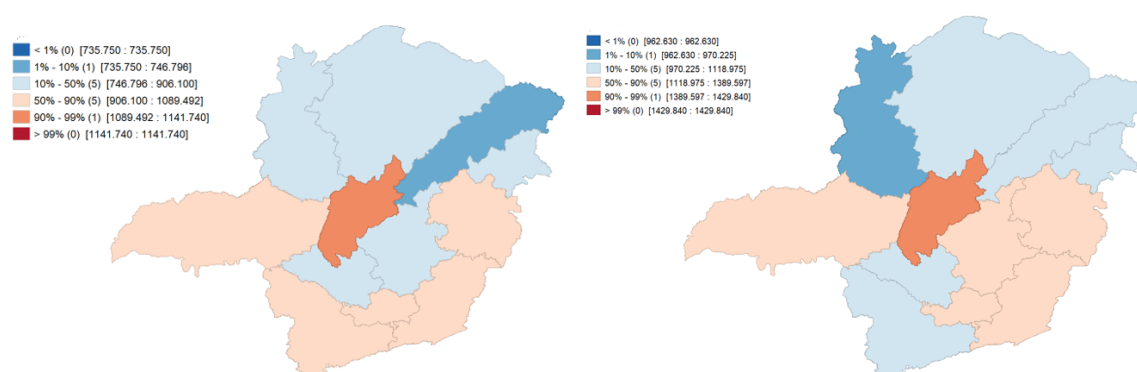 < 1% (0) [735.750 : 735.750]
1% - 10% (1) [735.750 : 746.796]
10% - 50% (5) [746.796 : 906.100]
50% - 90% (5) [906.100 : 1089.492]
90% - 99% (1) [1089.492 : 1141.740]
> 99% (0) [1141.740 : 1141.740]
< 1% (0) [962.630 : 962.630]
1% - 10% (1) [962.630 : 970.225]
10% - 50% (5) [970.225 : 1118.975]
50% - 90% (5) [1118.975 : 1389.597]
90% - 99% (1) [1389.597 : 1429.840]
> 99% (0) [1429.840 : 1429.840]